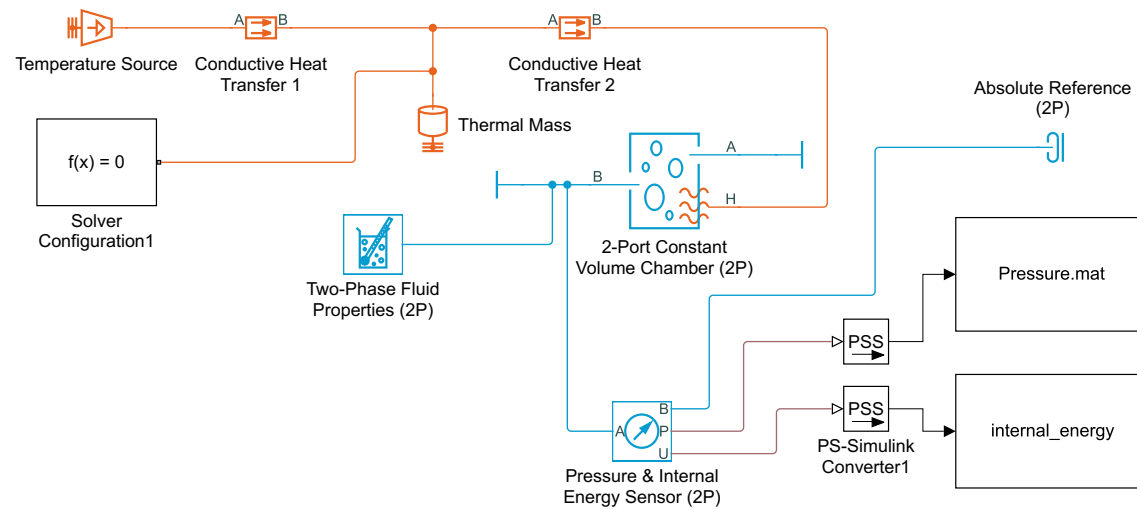 A
B
A
B
Temperature Source
Conductive Heat
Transfer 1
Conductive Heat
Transfer 2
Absolute Reference
(2P)
Thermal Mass
f(x) = 0
A
B
H
Solver
Configuration1
2-Port Constant
Volume Chamber (2P)
Two-Phase Fluid
Properties (2P)
Pressure.mat
PSS
PSS
B
A
P
U
internal_energy
PS-Simulink
Converter1
Pressure & Internal
Energy Sensor (2P)